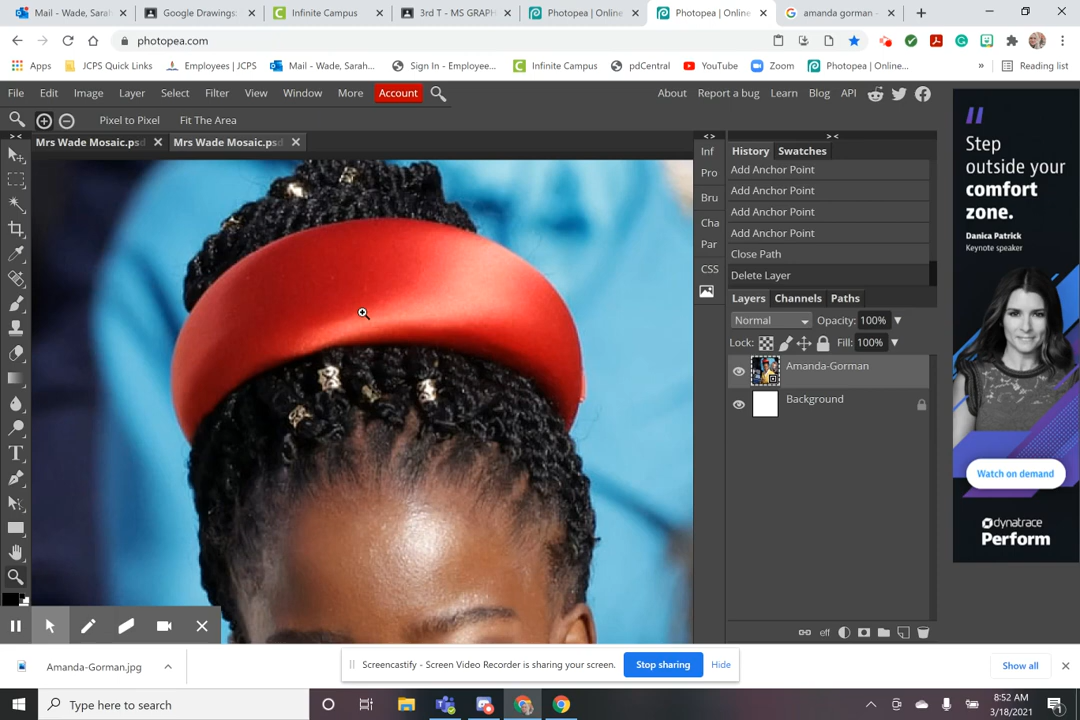 Mail - Wade, Sarah
Google Drawings:
Infinite Campus
3rd T - MS GRAPH
Photopea | Online
Photopea | Online
amanda gorman -
photopea.com
Apps
JCPS Quick Links
Employees | JCPS
Mail - Wade, Sarah...
Sign In - Employee...
Infinite Campus
pdCentral
YouTube
Zoom
Photopea | Online...
»
Reading list
File Edit Image Layer Select Filter View Window More Account
About Report a bug Learn Blog API
Pixel to Pixel Fit The Area
Mrs Wade Mosaic.psd
Mrs Wade Mosaic.psd
Inf
Pro
Bru
Cha
Par
CSS
History Swatches
Add Anchor Point
Add Anchor Point
Add Anchor Point
Add Anchor Point
Close Path
Delete Layer
Layers Channels Paths
Normal Opacity: 100%
Lock: Fill: 100%
Amanda-Gorman
Background
eff
Step
outside your
comfort
zone.
Danica Patrick
Keynote speaker
Watch on demand
dynatrace
Perform
Amanda-Gorman.jpg
Screencastify - Screen Video Recorder is sharing your screen.
Stop sharing
Hide
Show all
Type here to search
8:52 AM
3/18/2021
1